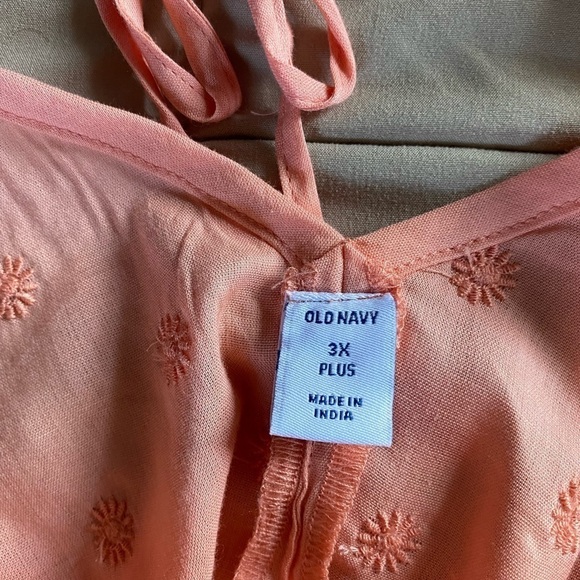 OLD NAVY
3X
PLUS
MADE IN
INDIA